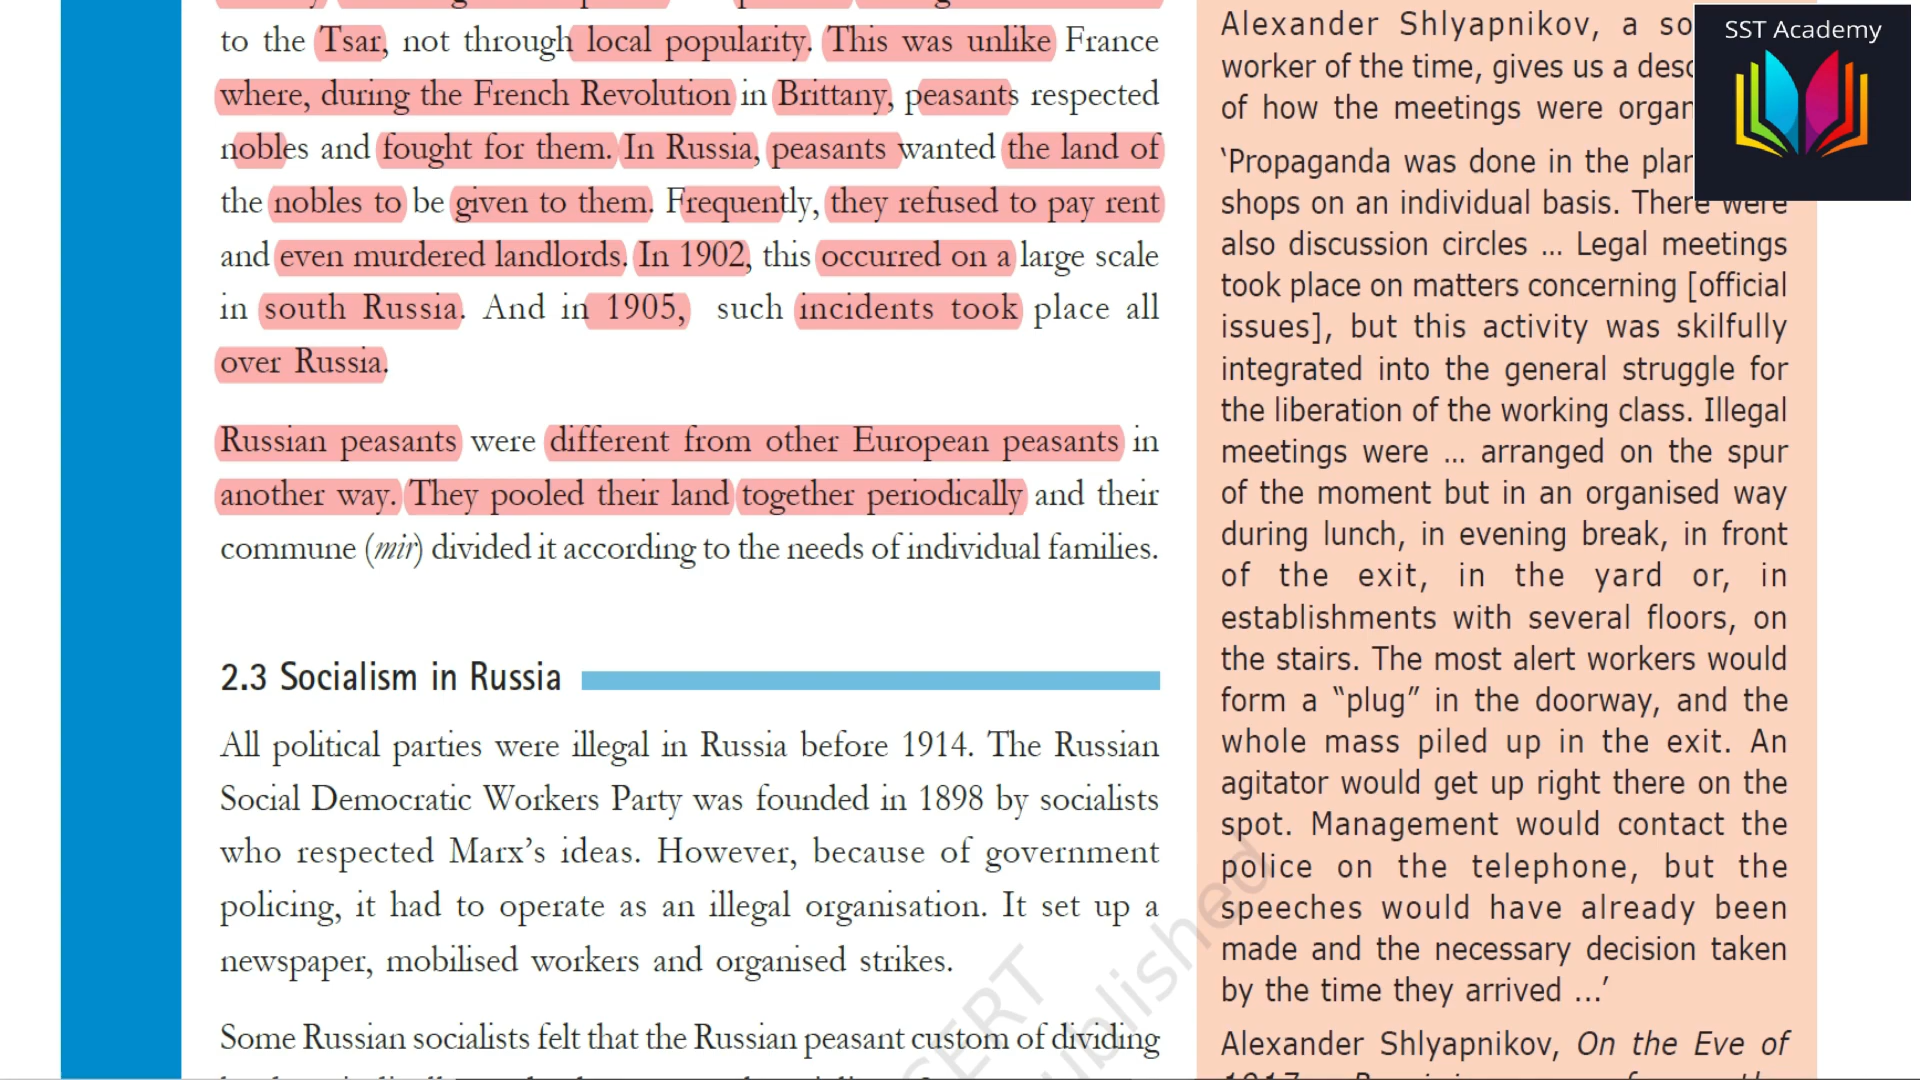 to the Tsar, not through local popularity. This was unlike France
where, during the French Revolution in Brittany, peasants respected
nobles and fought for them. In Russia, peasants wanted the land of
the nobles to be given to them. Frequently, they refused to pay rent
and even murdered landlords. In 1902, this occurred on a large scale
in south Russia. And in 1905, such incidents took place all
over Russia.
Russian peasants were different from other European peasants in
another way. They pooled their land together periodically and their
commune (mir) divided it according to the needs of individual families.
2.3 Socialism in Russia
All political parties were illegal in Russia before 1914. The Russian
Social Democratic Workers Party was founded in 1898 by socialists
who respected Marx’s ideas. However, because of government
policing, it had to operate as an illegal organisation. It set up a
newspaper, mobilised workers and organised strikes.
Some Russian socialists felt that the Russian peasant custom of dividing
Alexander Shlyapnikov, a so
worker of the time, gives us a desc
of how the meetings were organ
‘Propaganda was done in the plan
shops on an individual basis. There were
also discussion circles … Legal meetings
took place on matters concerning [official
issues], but this activity was skilfully
integrated into the general struggle for
the liberation of the working class. Illegal
meetings were … arranged on the spur
of the moment but in an organised way
during lunch, in evening break, in front
of the exit, in the yard or, in
establishments with several floors, on
the stairs. The most alert workers would
form a “plug” in the doorway, and the
whole mass piled up in the exit. An
agitator would get up right there on the
spot. Management would contact the
police on the telephone, but the
speeches would have already been
made and the necessary decision taken
by the time they arrived …’
Alexander Shlyapnikov, On the Eve of
SST Academy